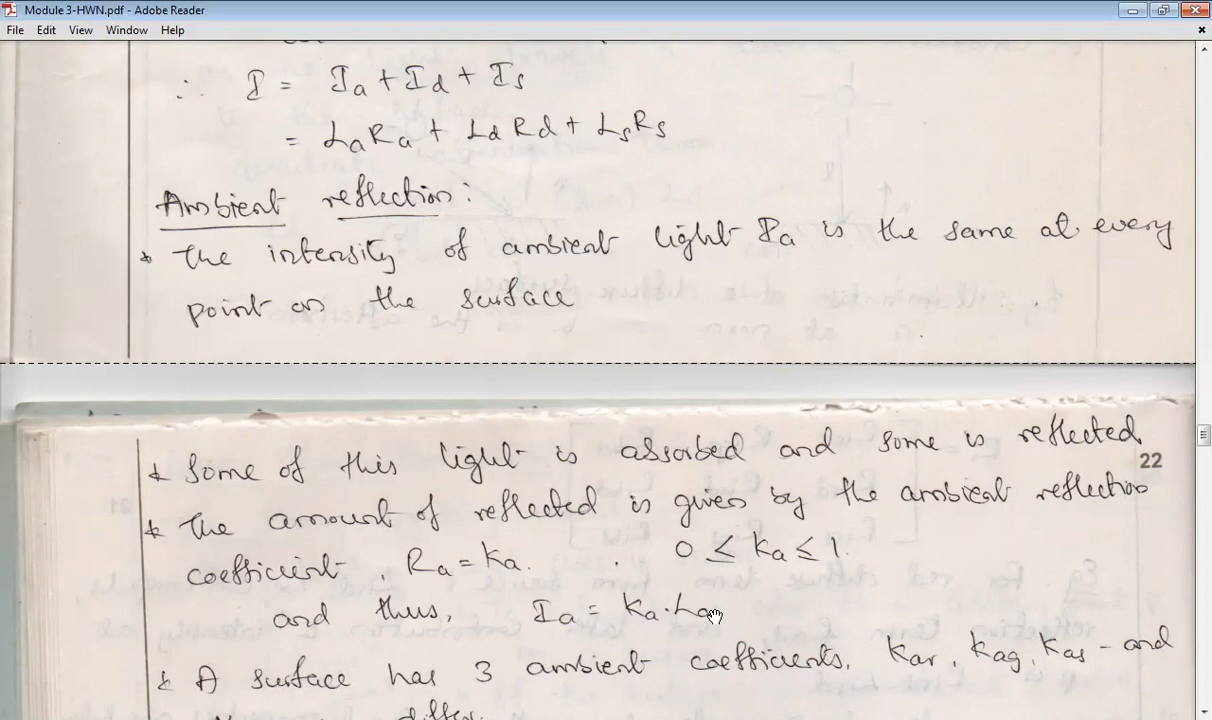 Module 3-HWN.pdf - Adobe Reader
File Edit View Window Help
∴ I = Ia + Id + Is
= LaRa + LdRd + LsRs
Ambient reflection:
* The intensity of ambient light Ia is the same at every
point on the surface
22
* Some of this light is absorbed and some is reflected
* The amount of reflected is given by the ambient reflection
coefficient, Ra = Ka. 0 ≤ Ka ≤ 1.
and thus, Ia = Ka.La
* A surface has 3 ambient coefficients, Kar, Kag, Kas - and
differ